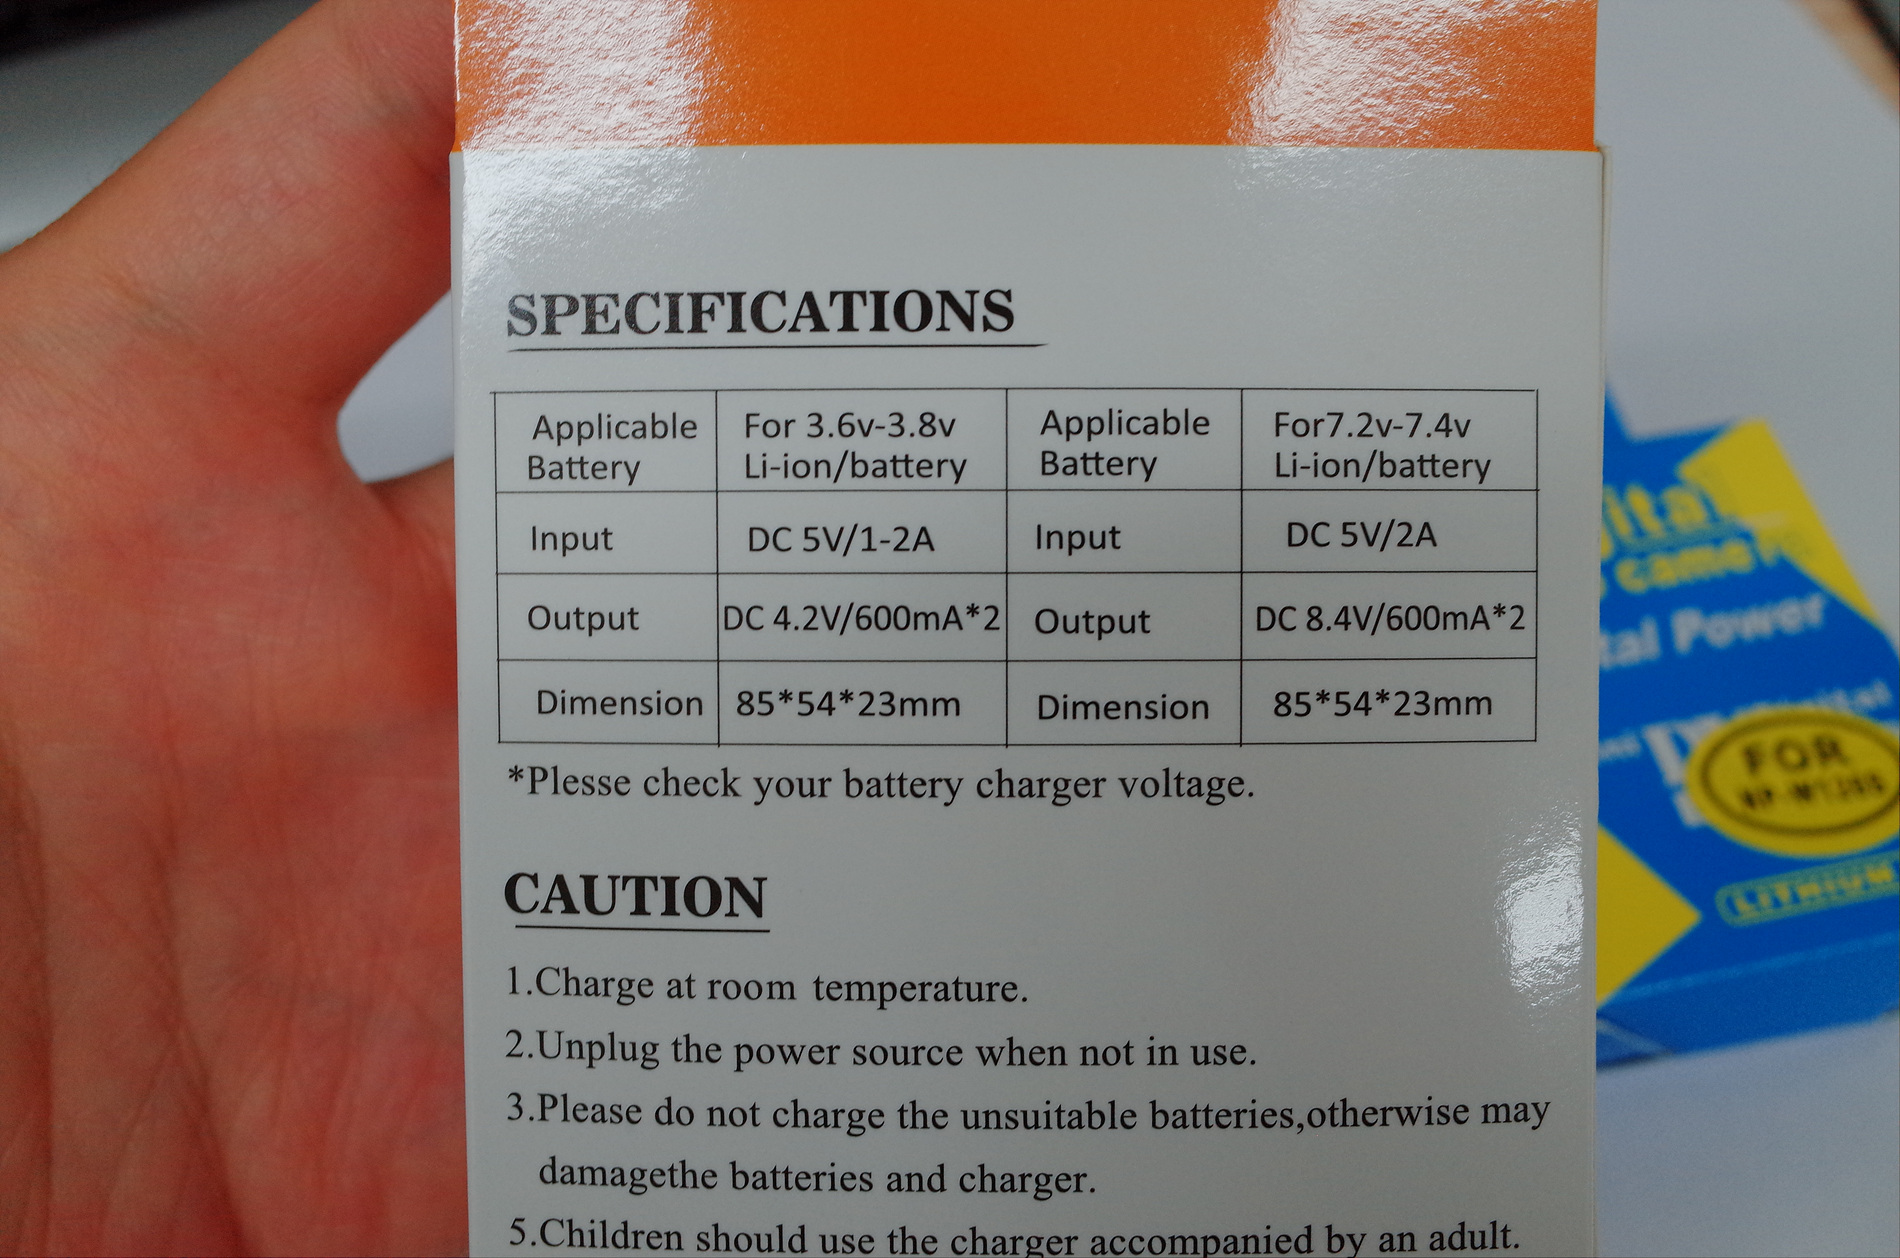 SPECIFICATIONS
Applicable Battery For 3.6v-3.8v Li-ion/battery Applicable Battery For7.2v-7.4v Li-ion/battery
Input DC 5V/1-2A Input DC 5V/2A
Output DC 4.2V/600mA*2 Output DC 8.4V/600mA*2
Dimension 85*54*23mm Dimension 85*54*23mm
*Plesse check your battery charger voltage.
CAUTION
1.Charge at room temperature.
2.Unplug the power source when not in use.
3.Please do not charge the unsuitable batteries,otherwise may
damagethe batteries and charger.
5.Children should use the charger accompanied by an adult.
Power
FOR
LITHIUM